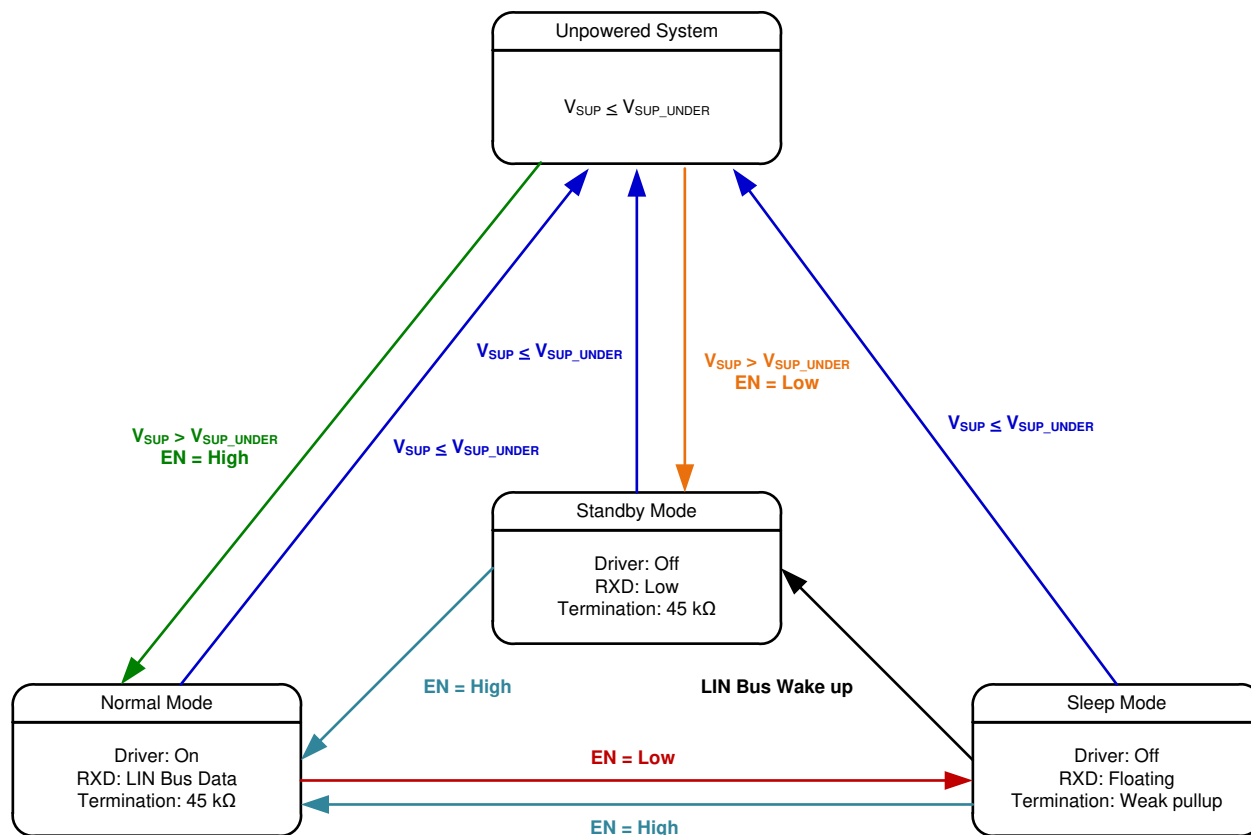 Unpowered System
VSUP ≤ VSUP_UNDER
VSUP ≤ VSUP_UNDER
VSUP > VSUP_UNDER
EN = Low
VSUP > VSUP_UNDER
EN = High
VSUP ≤ VSUP_UNDER
VSUP ≤ VSUP_UNDER
Standby Mode
Driver: Off
RXD: Low
Termination: 45 kΩ
EN = High
LIN Bus Wake up
Normal Mode
Driver: On
RXD: LIN Bus Data
Termination: 45 kΩ
EN = Low
EN = High
Sleep Mode
Driver: Off
RXD: Floating
Termination: Weak pullup